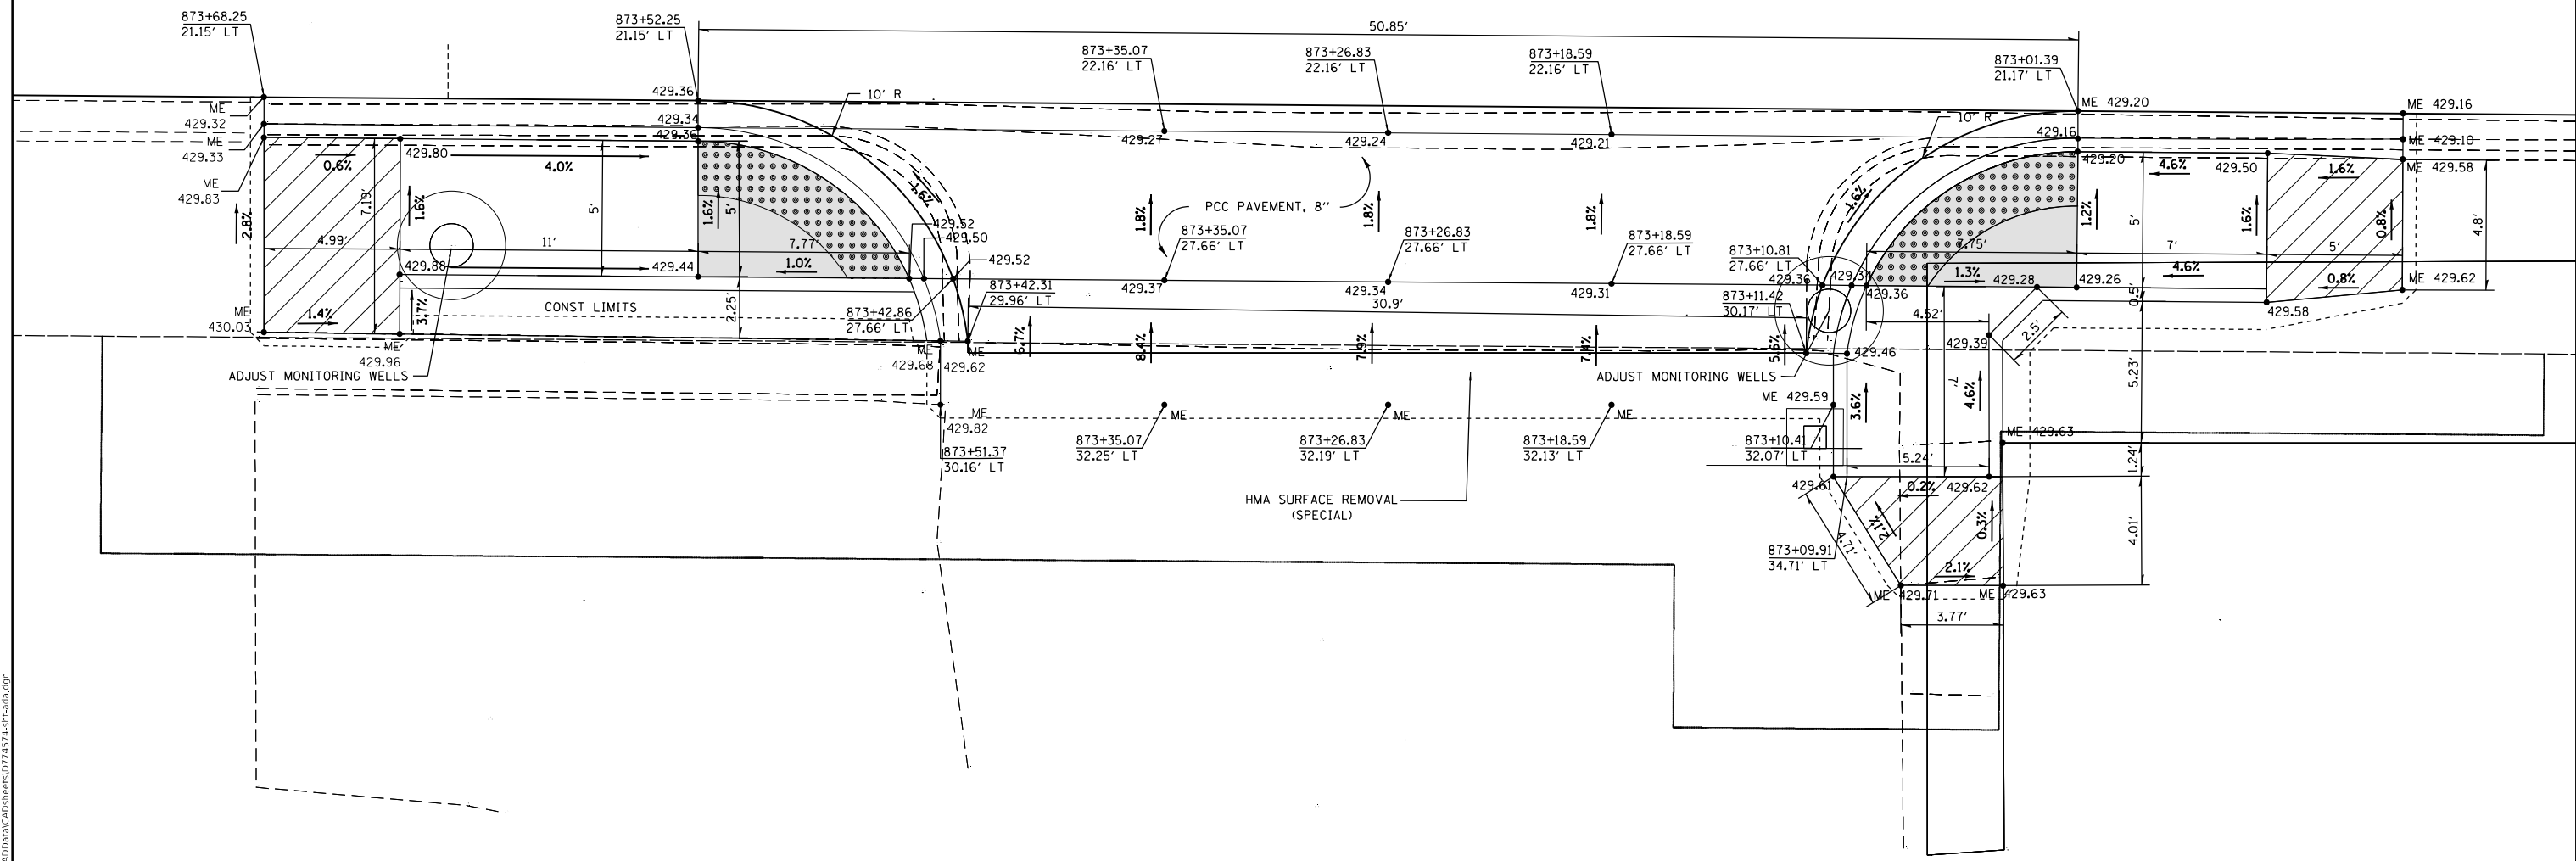 873+68.25
21.15' LT
873+52.25
21.15' LT
50.85'
873+35.07
22.16' LT
873+26.83
22.16' LT
873+18.59
22.16' LT
873+01.39
21.17' LT
ME
429.32
ME
429.33
ME
429.83
429.36
429.34
429.36
10' R
429.27
429.24
429.21
10' R
ME 429.20
429.16
429.20
ME 429.16
ME 429.10
ME 429.58
0.6%
429.80
4.0%
7.19'
1.6%
5'
1.6%
5'
1.6%
2.8%
4.99'
11'
7.77'
429.88
429.44
1.0%
429.52
429.50
429.52
1.8%
PCC PAVEMENT, 8"
1.8%
1.8%
873+35.07
27.66' LT
873+26.83
27.66' LT
873+18.59
27.66' LT
429.37
429.34
429.31
873+10.81
27.66' LT
429.36
429.34
429.36
1.6%
7.75'
1.3%
429.28
429.26
1.2%
5'
4.6%
429.50
1.6%
1.6%
0.8%
4.8'
7'
5'
4.6%
0.8%
ME 429.62
429.58
0.5'
ME
430.03
1.4%
3.7%
CONST LIMITS
2.25'
873+42.86
27.66' LT
873+42.31
29.96' LT
30.9'
873+11.42
30.17' LT
4.52'
2.5'
ME
429.96
ADJUST MONITORING WELLS
ME
429.68
ME
429.62
8.4%
7.9%
7.4%
5.6%
429.46
429.39
ADJUST MONITORING WELLS
7'
4.6%
3.6%
5.23'
ME
429.82
ME
ME
ME
ME 429.59
873+51.37
30.16' LT
873+35.07
32.25' LT
873+26.83
32.19' LT
873+18.59
32.13' LT
873+10.41
32.07' LT
ME 429.63
1.24'
5.24'
HMA SURFACE REMOVAL
(SPECIAL)
429.61
0.2%
429.62
2.1%
4.71'
0.3%
4.01'
873+09.91
34.71' LT
2.1%
ME 429.71
ME 429.63
3.77'
ADData\CADsheets\D774574-sht-ada.dgn